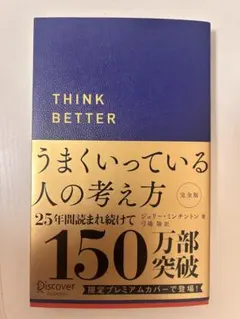 THINK
BETTER
うまくいっている
人の考え方
完全版
25年間読まれ続けて
ジェリー・ミンチントン 著
弓場 隆 訳
150万部
突破
限定プレミアムカバーで登場!
Discover